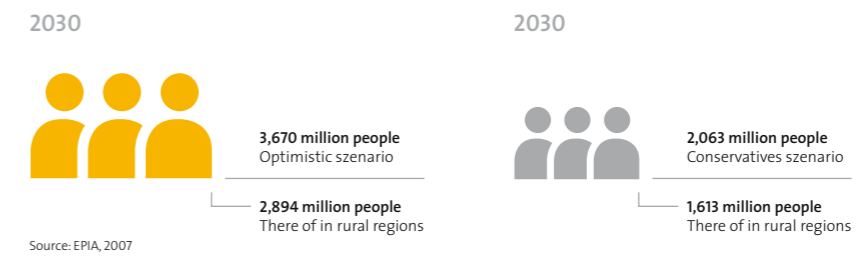 2030
3,670 million people
Optimistic szenario
2,894 million people
There of in rural regions
Source: EPIA, 2007
2030
2,063 million people
Conservatives szenario
1,613 million people
There of in rural regions